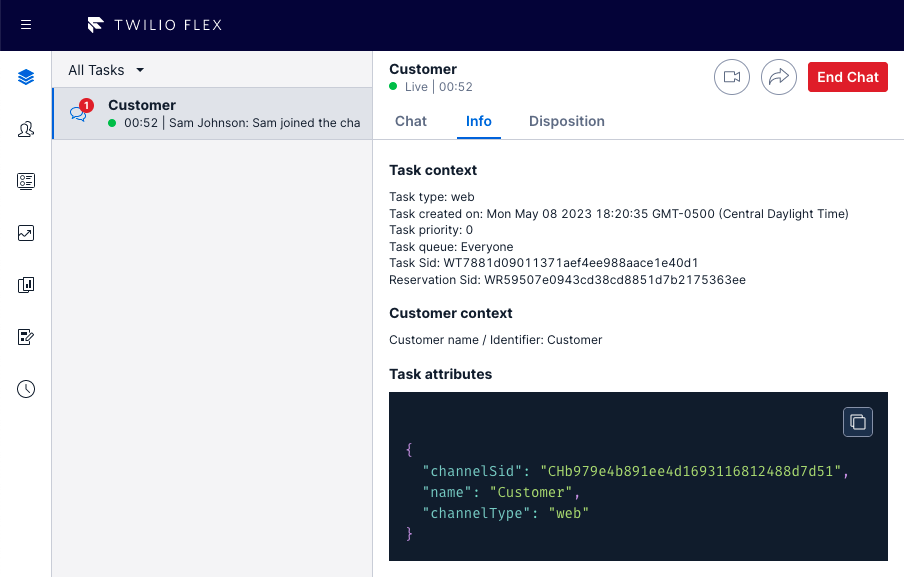 TWILIO FLEX
All Tasks
1
Customer
00:52 | Sam Johnson: Sam joined the cha
Customer
Live | 00:52
End Chat
Chat
Info
Disposition
Task context
Task type: web
Task created on: Mon May 08 2023 18:20:35 GMT-0500 (Central Daylight Time)
Task priority: 0
Task queue: Everyone
Task Sid: WT7881d09011371aef4ee988aace1e40d1
Reservation Sid: WR59507e0943cd38cd8851d7b2175363ee
Customer context
Customer name / Identifier: Customer
Task attributes
{
"channelSid": "CHb979e4b891ee4d1693116812488d7d51",
"name": "Customer",
"channelType": "web"
}